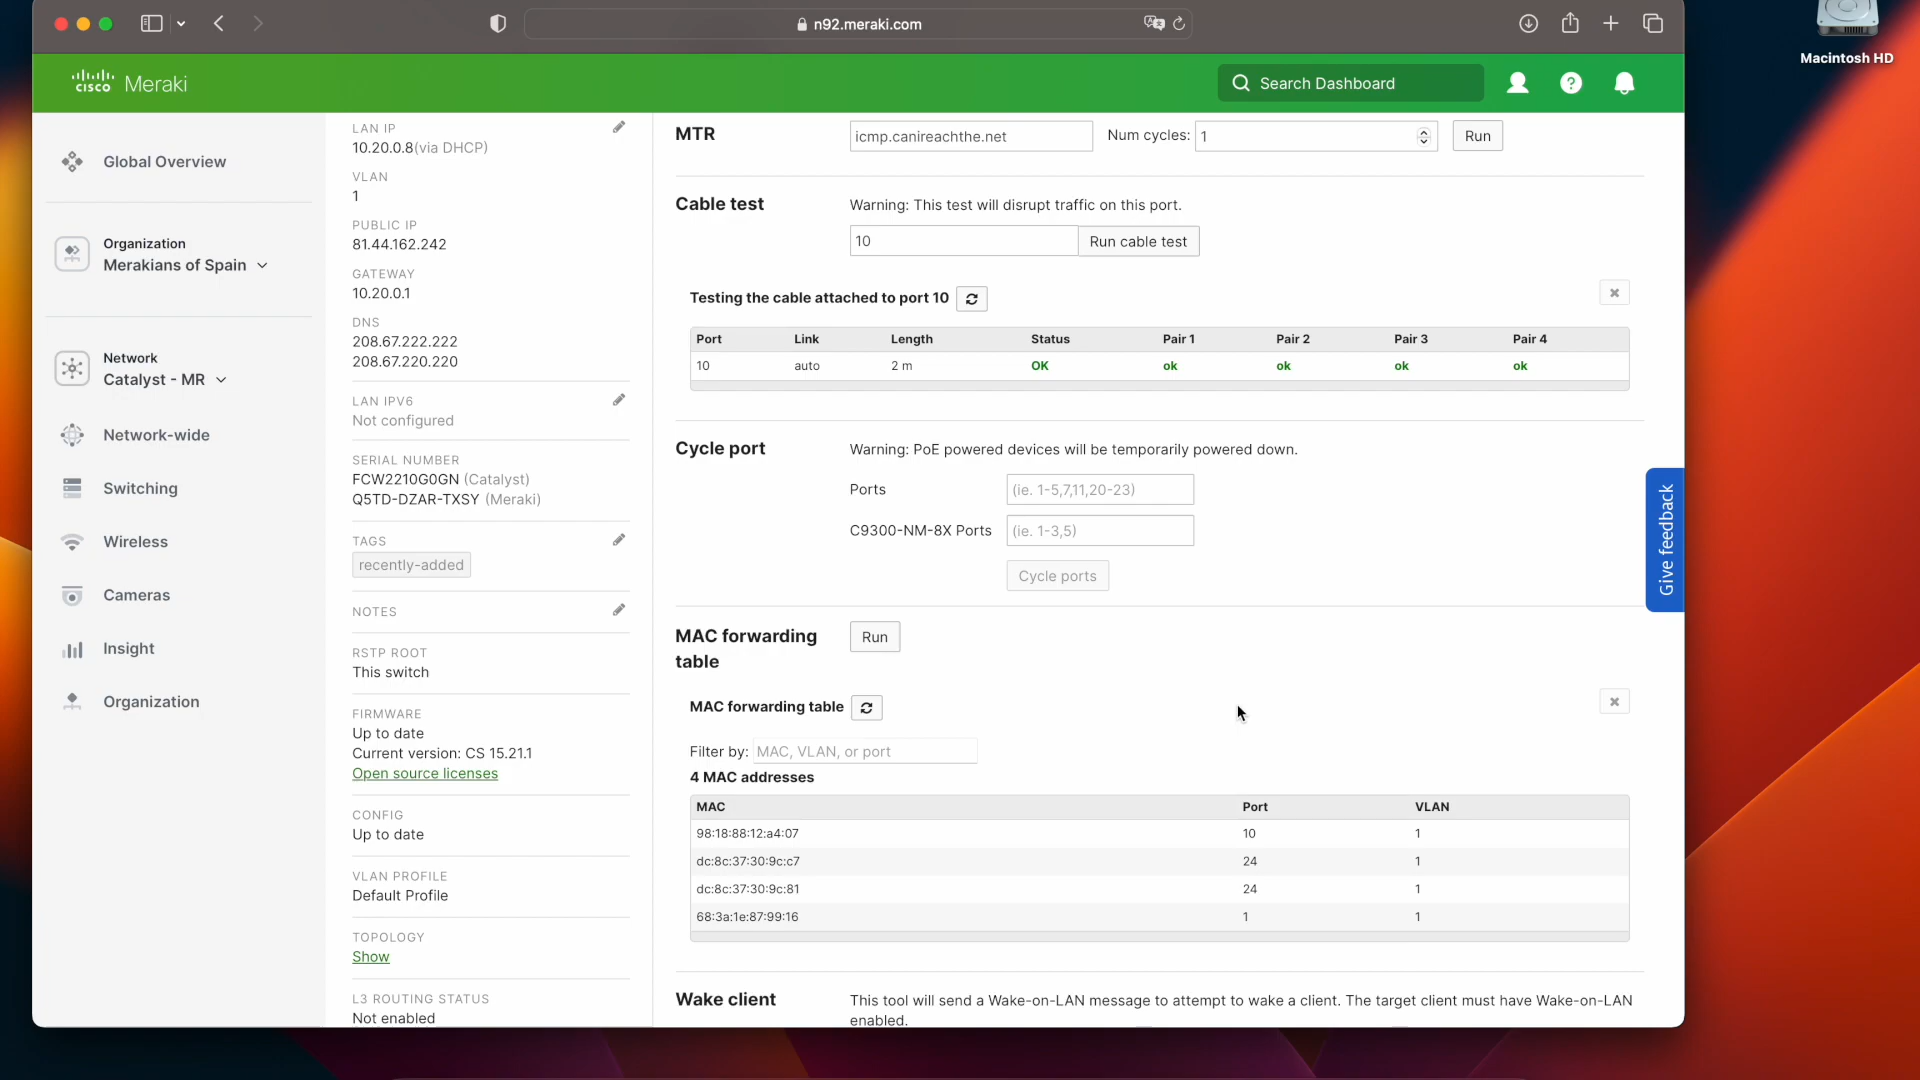 n92.meraki.com
Macintosh HD
cisco Meraki
Search Dashboard
Global Overview
Organization
Merakians of Spain
Network
Catalyst - MR
Network-wide
Switching
Wireless
Cameras
Insight
Organization
LAN IP
10.20.0.8(via DHCP)
VLAN
1
PUBLIC IP
81.44.162.242
GATEWAY
10.20.0.1
DNS
208.67.222.222
208.67.220.220
LAN IPV6
Not configured
SERIAL NUMBER
FCW2210G0GN (Catalyst)
Q5TD-DZAR-TXSY (Meraki)
TAGS
recently-added
NOTES
RSTP ROOT
This switch
FIRMWARE
Up to date
Current version: CS 15.21.1
Open source licenses
CONFIG
Up to date
VLAN PROFILE
Default Profile
TOPOLOGY
Show
L3 ROUTING STATUS
Not enabled
MTR icmp.canireachthe.net Num cycles: 1 Run
Cable test Warning: This test will disrupt traffic on this port.
10 Run cable test
Testing the cable attached to port 10
Port Link Length Status Pair 1 Pair 2 Pair 3 Pair 4
10 auto 2 m OK ok ok ok ok
Cycle port Warning: PoE powered devices will be temporarily powered down.
Ports (ie. 1-5,7,11,20-23)
C9300-NM-8X Ports (ie. 1-3,5)
Cycle ports
MAC forwarding Run
table
MAC forwarding table
Filter by: MAC, VLAN, or port
4 MAC addresses
MAC Port VLAN
98:18:88:12:a4:07 10 1
dc:8c:37:30:9c:c7 24 1
dc:8c:37:30:9c:81 24 1
68:3a:1e:87:99:16 1 1
Wake client This tool will send a Wake-on-LAN message to attempt to wake a client. The target client must have Wake-on-LAN
enabled.
Give feedback